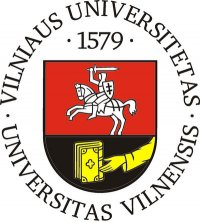 VILNIAUS UNIVERSITETAS
· 1579 ·
UNIVERSITAS VILNENSIS